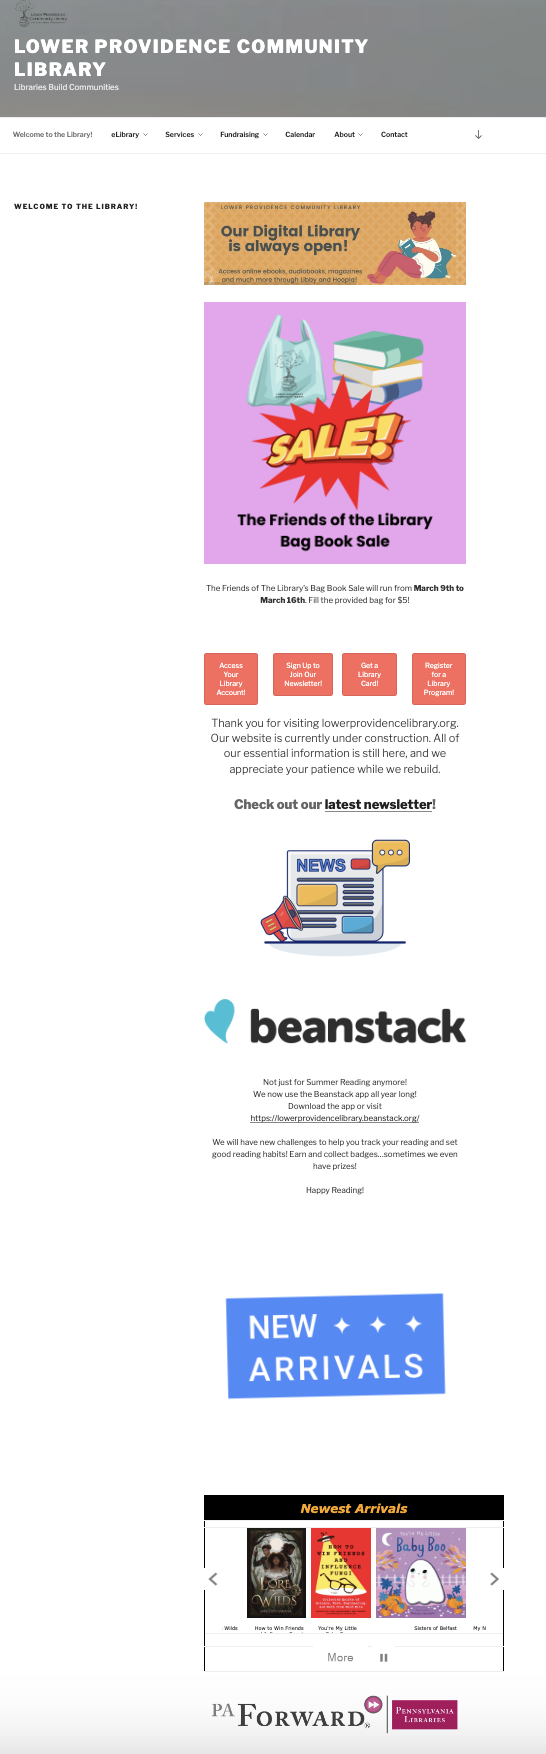 Lower Providence
Community Library
LOWER PROVIDENCE COMMUNITY
LIBRARY
Libraries Build Communities
Welcome to the Library! eLibrary Services Fundraising Calendar About Contact
WELCOME TO THE LIBRARY!
LOWER PROVIDENCE COMMUNITY LIBRARY
Our Digital Library
is always open!
Access online ebooks, audiobooks, magazines
and much more through Libby and Hoopla!
SALE!
The Friends of the Library
Bag Book Sale
The Friends of The Library's Bag Book Sale will run from March 9th to
March 16th. Fill the provided bag for $5!
Access
Your
Library
Account!
Sign Up to
Join Our
Newsletter!
Get a
Library
Card!
Register
for a
Library
Program!
Thank you for visiting lowerprovidencelibrary.org.
Our website is currently under construction. All of
our essential information is still here, and we
appreciate your patience while we rebuild.
Check out our latest newsletter!
NEWS
beanstack
Not just for Summer Reading anymore!
We now use the Beanstack app all year long!
Download the app or visit
https://lowerprovidencelibrary.beanstack.org/
We will have new challenges to help you track your reading and set
good reading habits! Earn and collect badges...sometimes we even
have prizes!
Happy Reading!
NEW
ARRIVALS
Newest Arrivals
LORE
WILDS
HOW TO
WIN FRIENDS
AND
INFLUENCE
FUNGI
You're My Little
Baby Boo
Wilds How to Win Friends You're My Little Sisters of Belfast My N
More
PA FORWARD®
PENNSYLVANIA
LIBRARIES